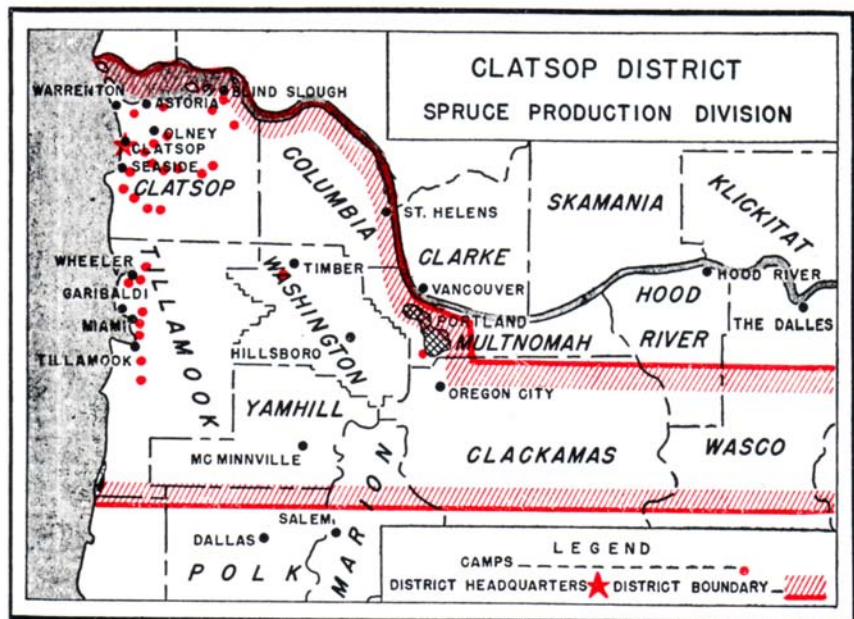 CLATSOP DISTRICT
SPRUCE PRODUCTION DIVISION
WARRENTON
ASTORIA
BLIND SLOUGH
OLNEY
CLATSOP
SEASIDE
CLATSOP
COLUMBIA
ST. HELENS
SKAMANIA
KLICKITAT
CLARKE
WHEELER
TILLAMOOK
WASHINGTON
TIMBER
VANCOUVER
HOOD RIVER
GARIBALDI
HOOD
RIVER
MIAMI
PORTLAND
MULTNOMAH
THE DALLES
TILLAMOOK
HILLSBORO
OREGON CITY
YAMHILL
MC MINNVILLE
MARION
CLACKAMAS
WASCO
SALEM
DALLAS
POLK
LEGEND
CAMPS
DISTRICT HEADQUARTERS DISTRICT BOUNDARY